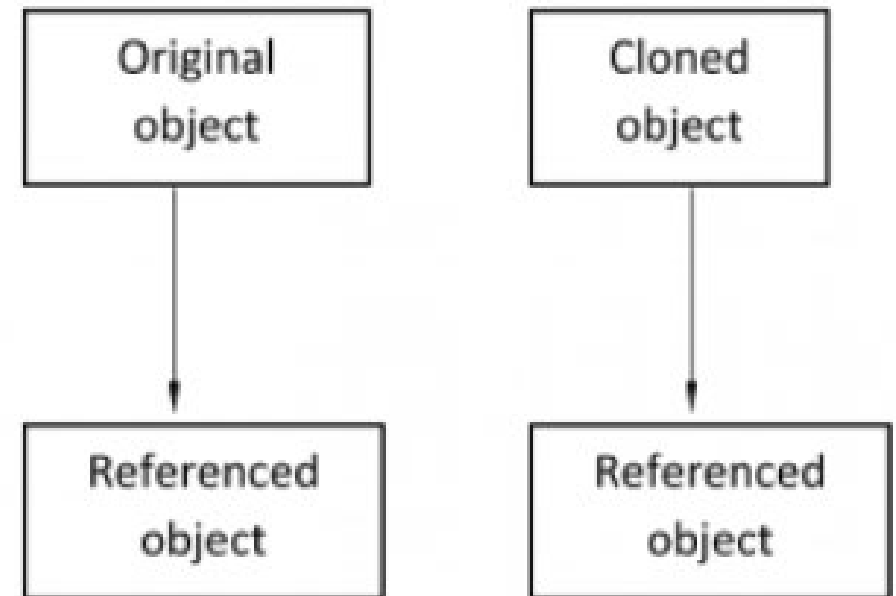 Original
object
Cloned
object
Referenced
object
Referenced
object